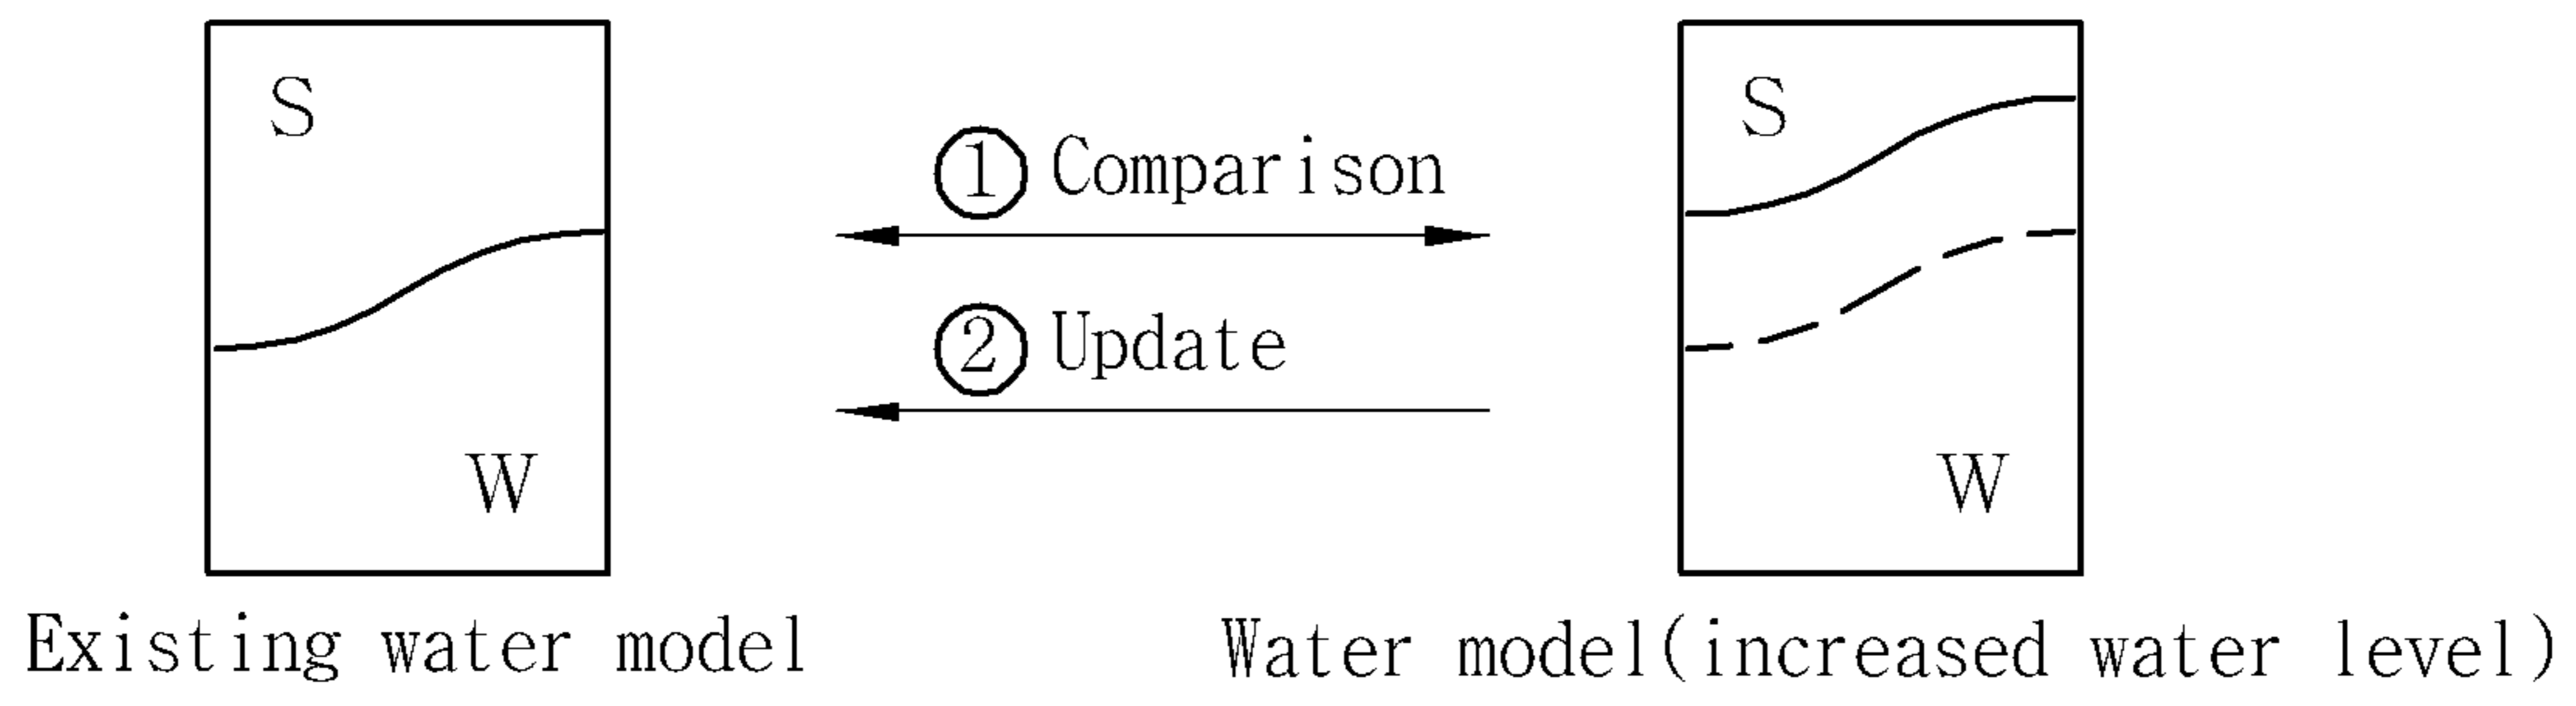 S
W
① Comparison
② Update
S
W
Existing water model
Water model(increased water level)